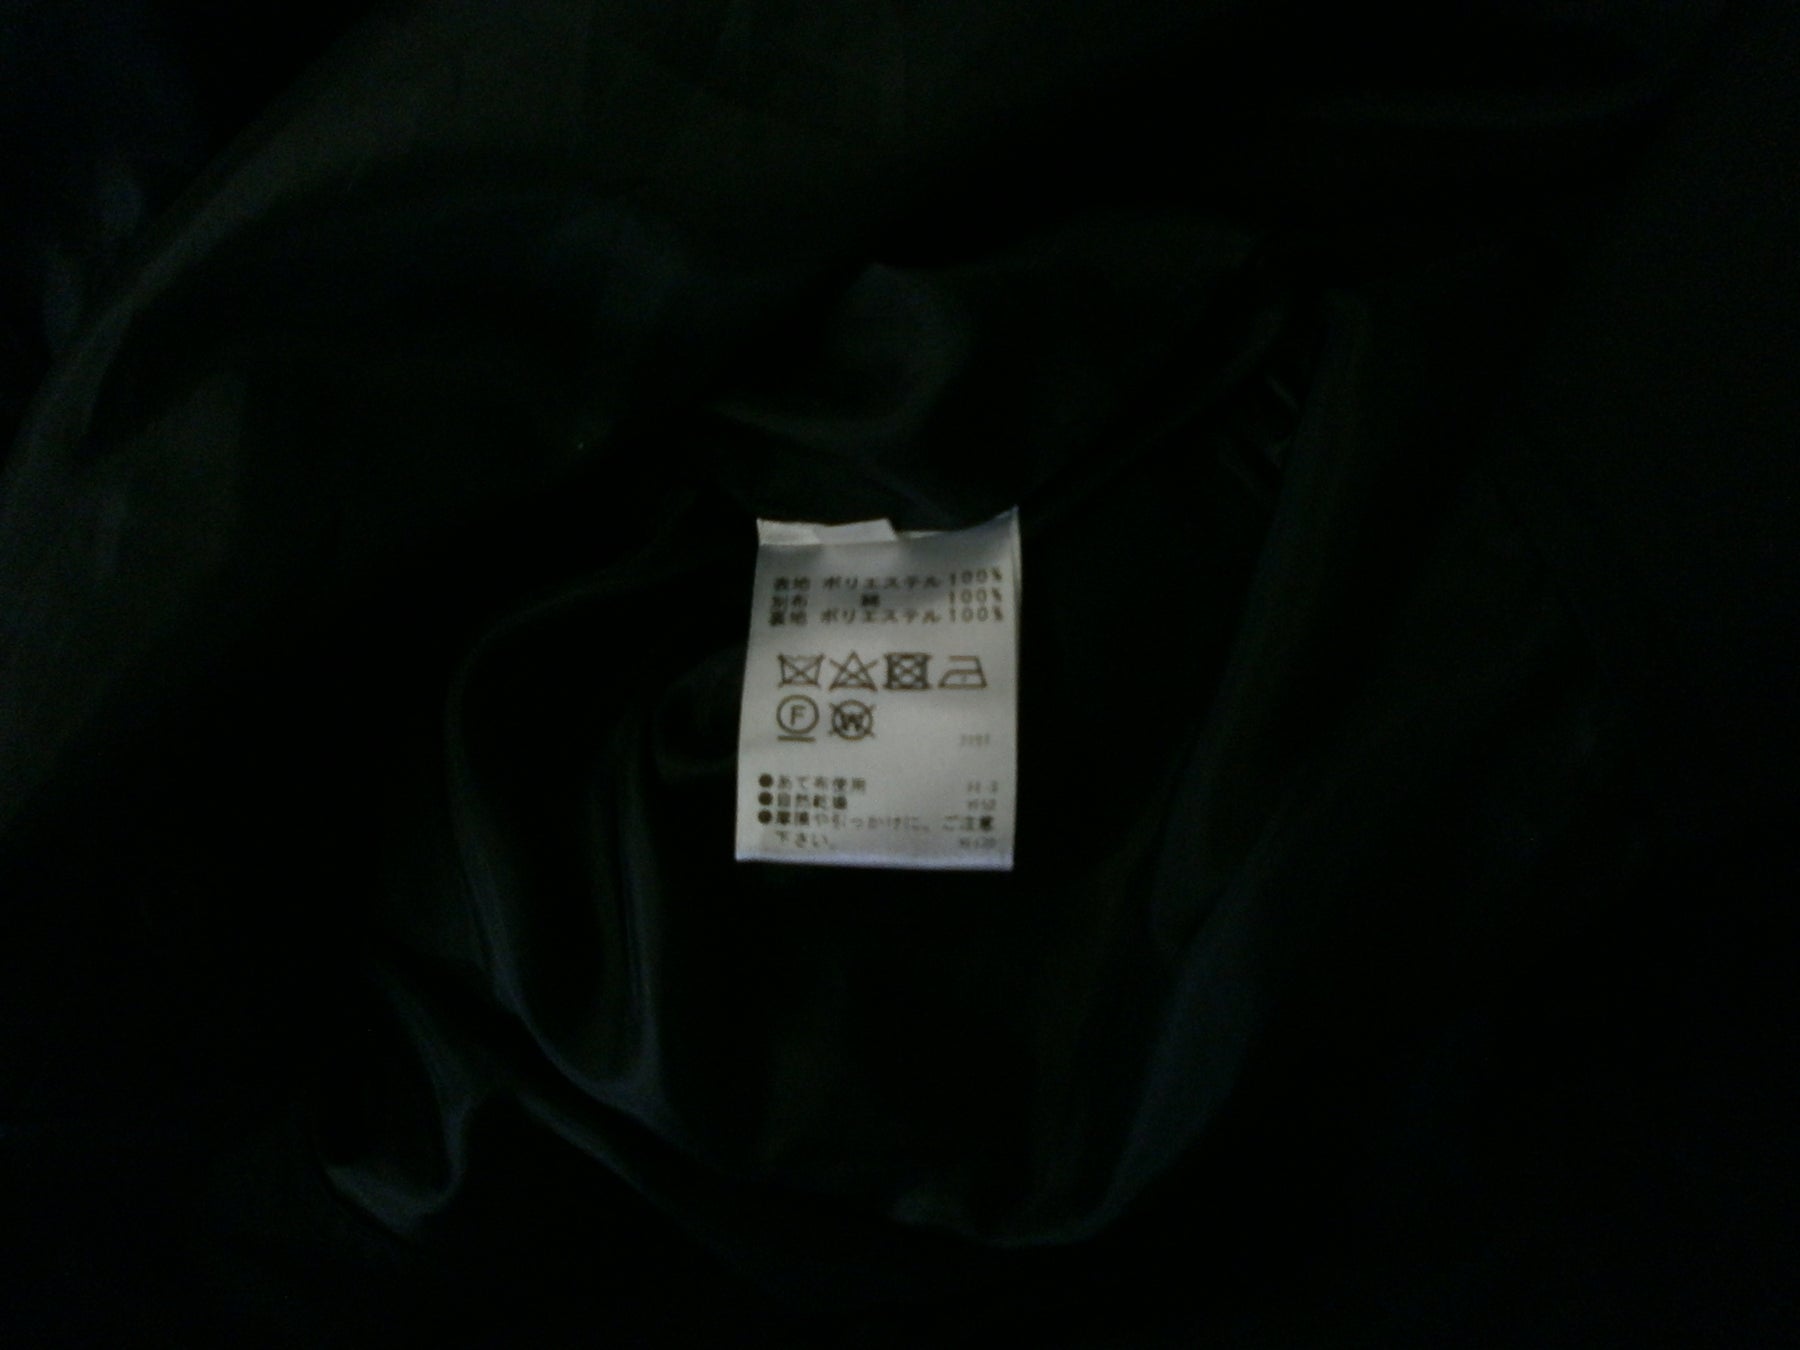 表地 ポリエステル 100%
別布 綿 100%
裏地 ポリエステル 100%
F W
●あて布使用
●自然乾燥
●摩擦や引っかけに、ご注意
下さい。